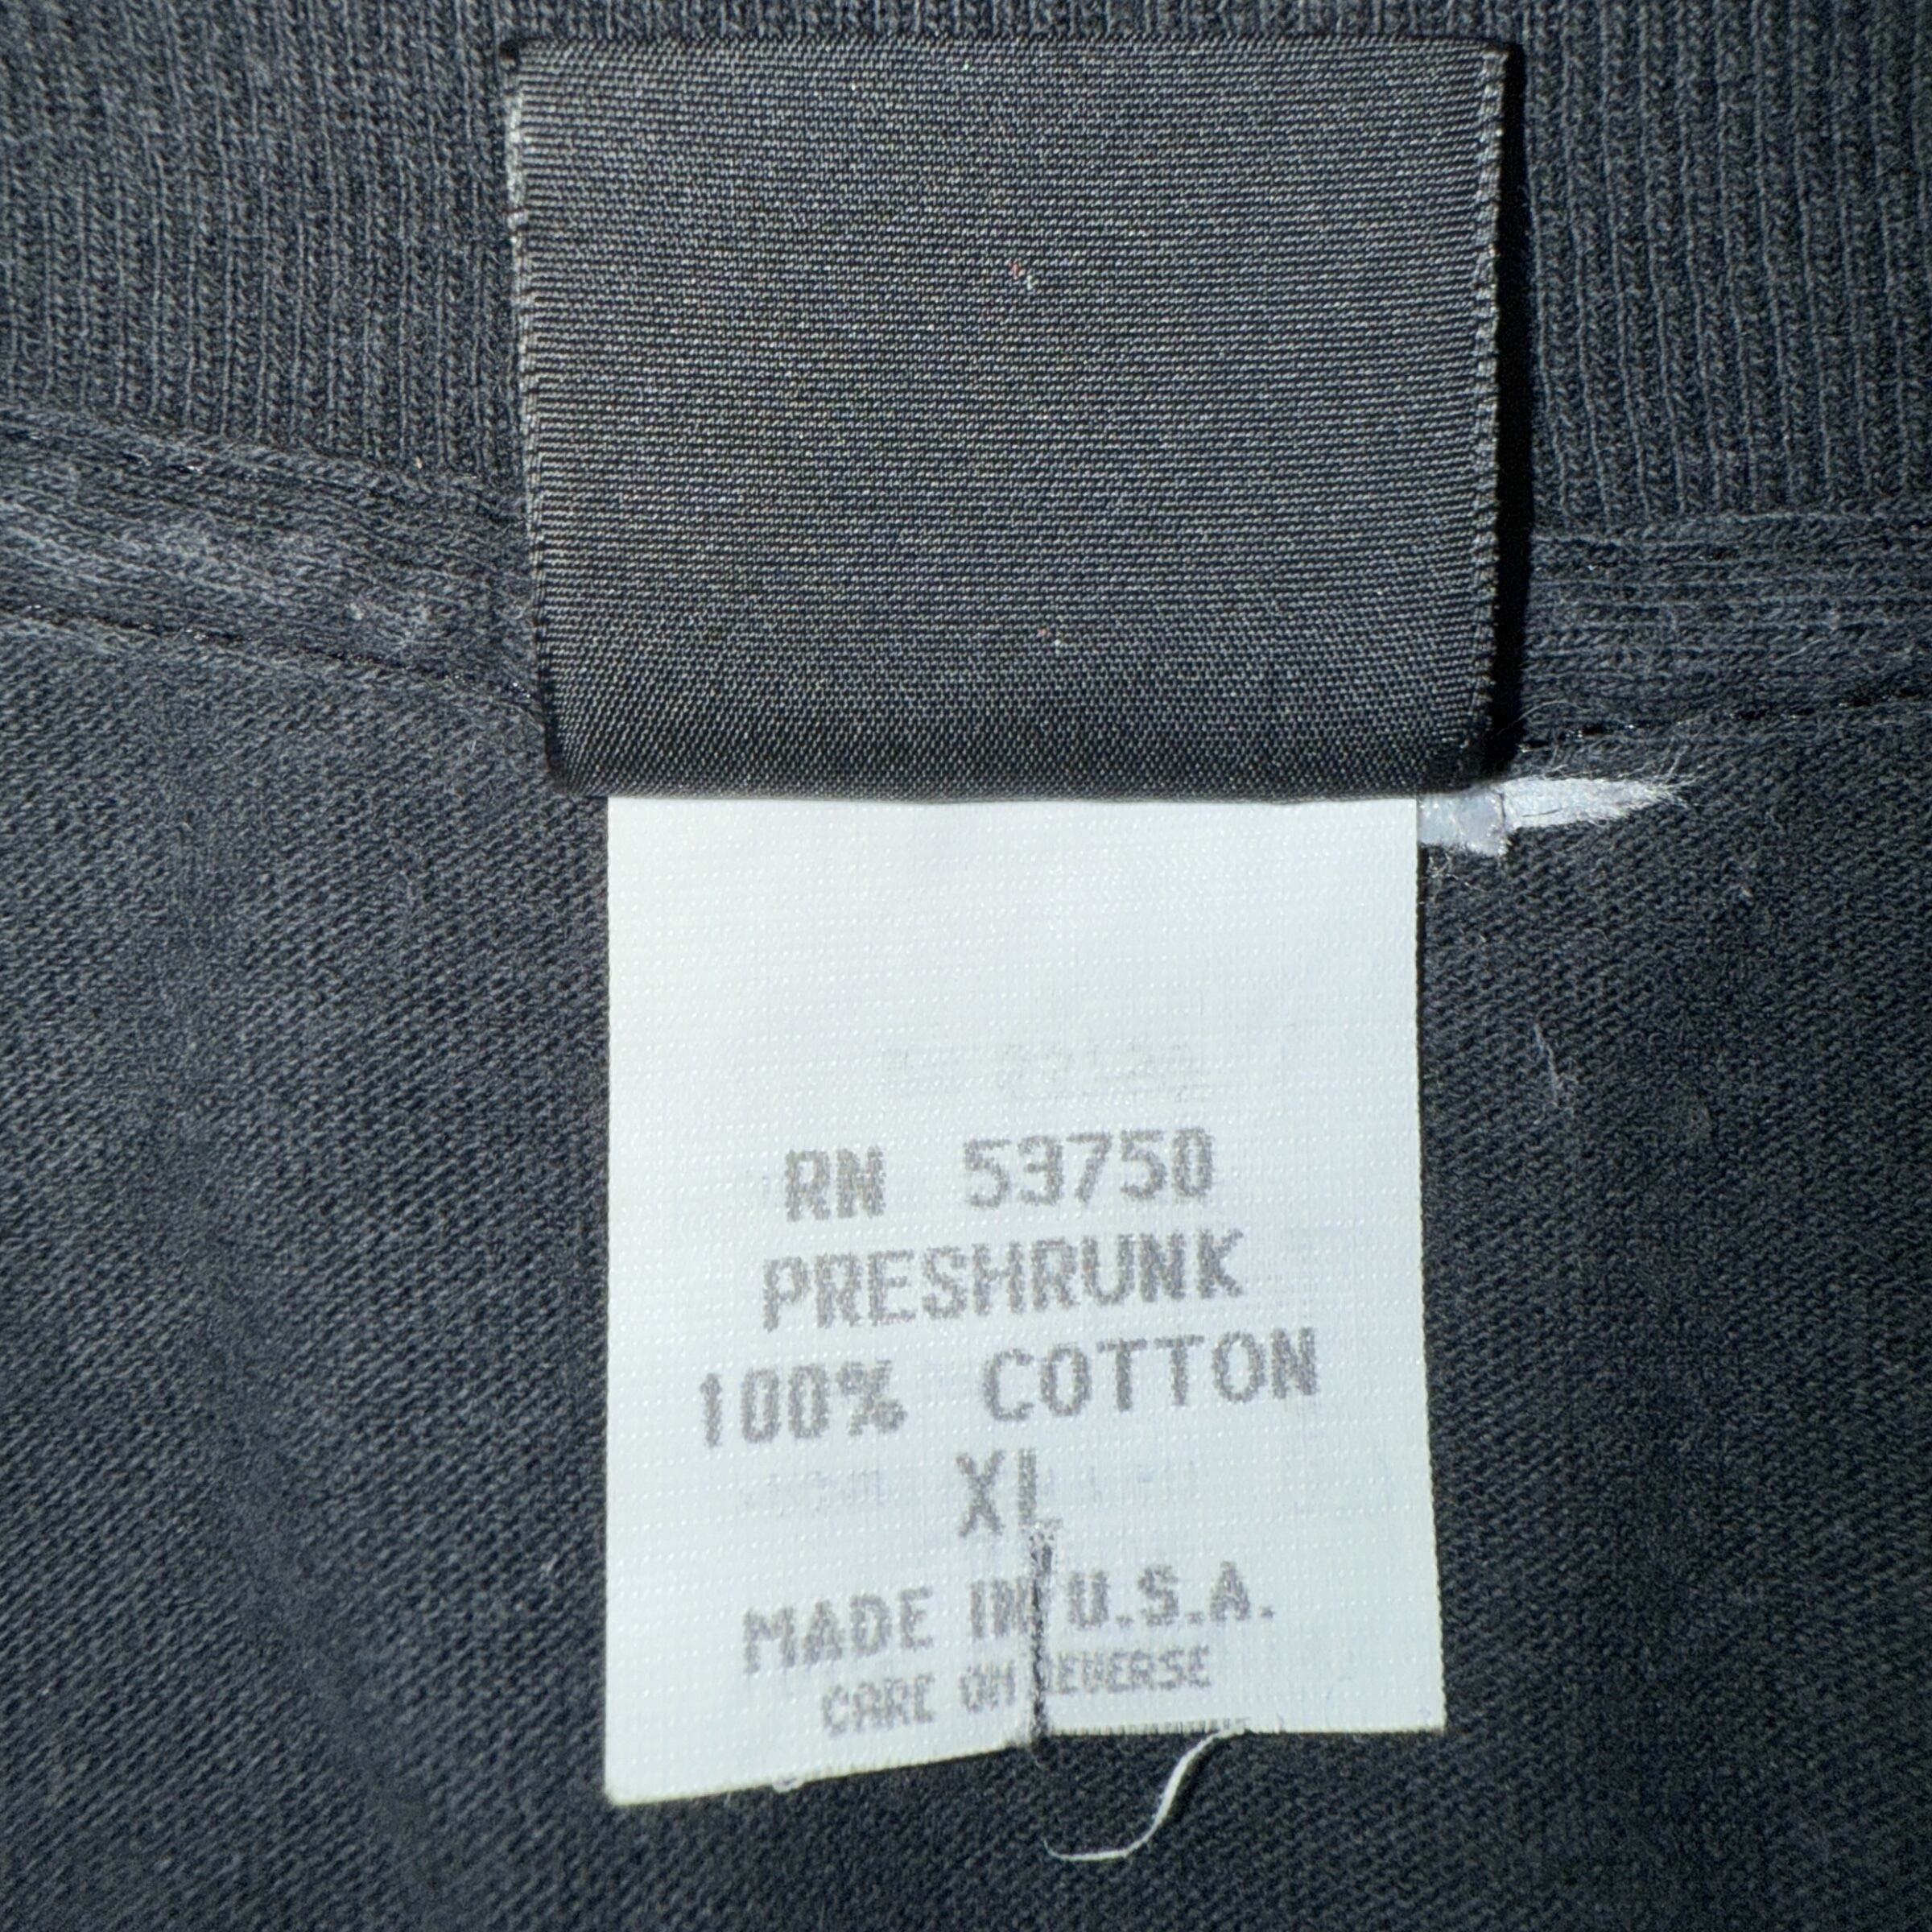 RN 53750
PRESHRUNK
100% COTTON
XL
MADE IN U.S.A.
CARE ON REVERSE